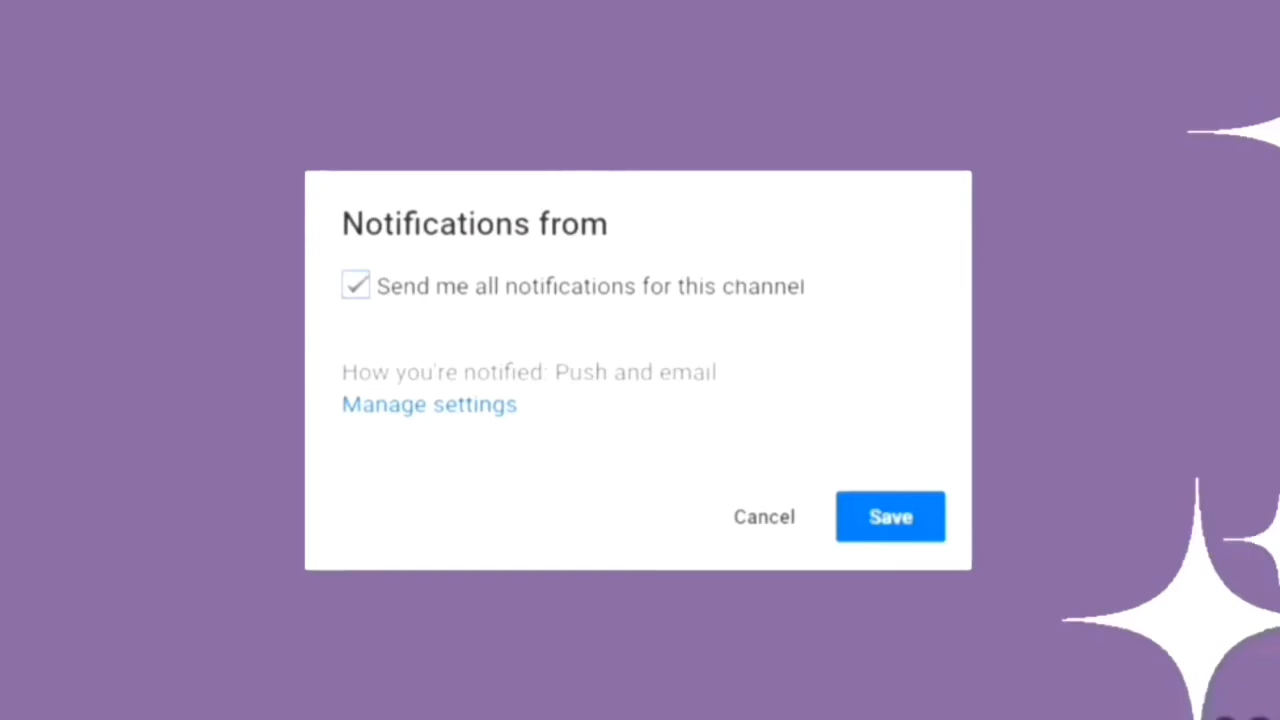 Notifications from
Send me all notifications for this channel
How you're notified: Push and email
Manage settings
Cancel
Save